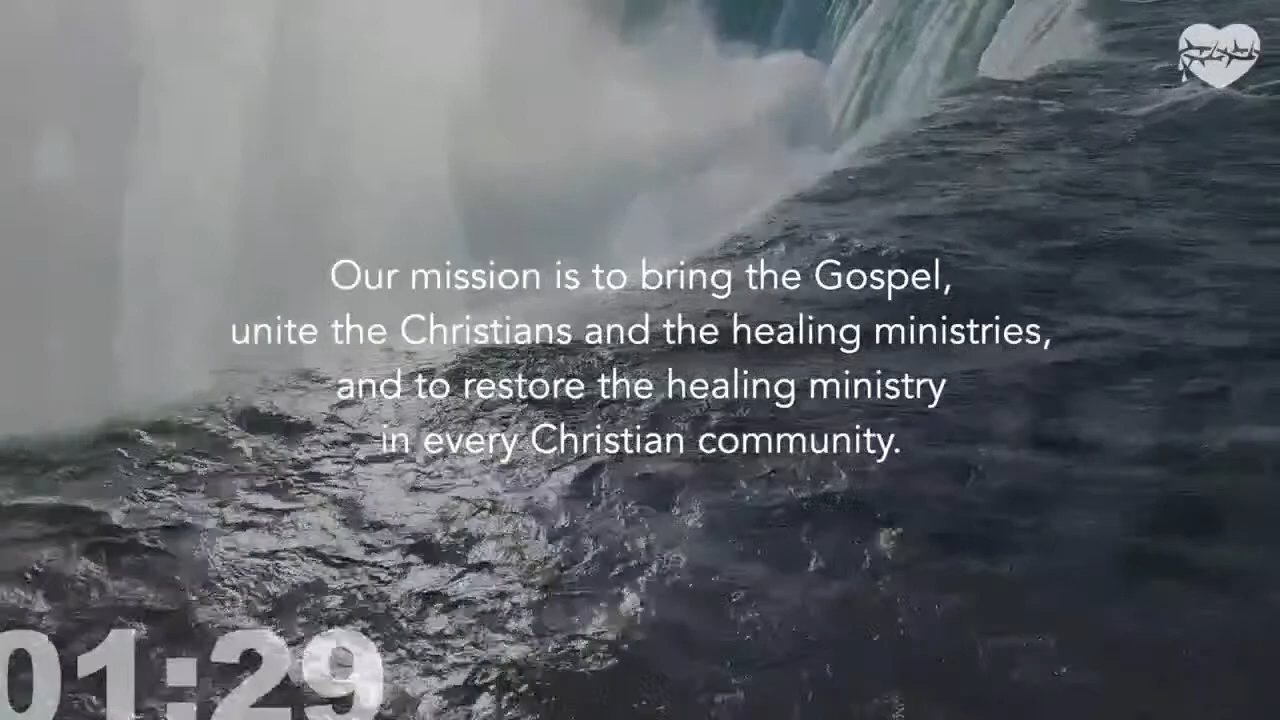 Our mission is to bring the Gospel,
unite the Christians and the healing ministries,
and to restore the healing ministry
in every Christian community.
01:29